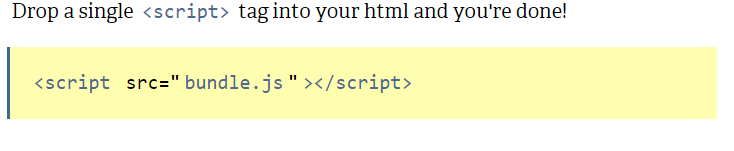 Drop a single <script> tag into your html and you're done!
<script src="bundle.js"></script>